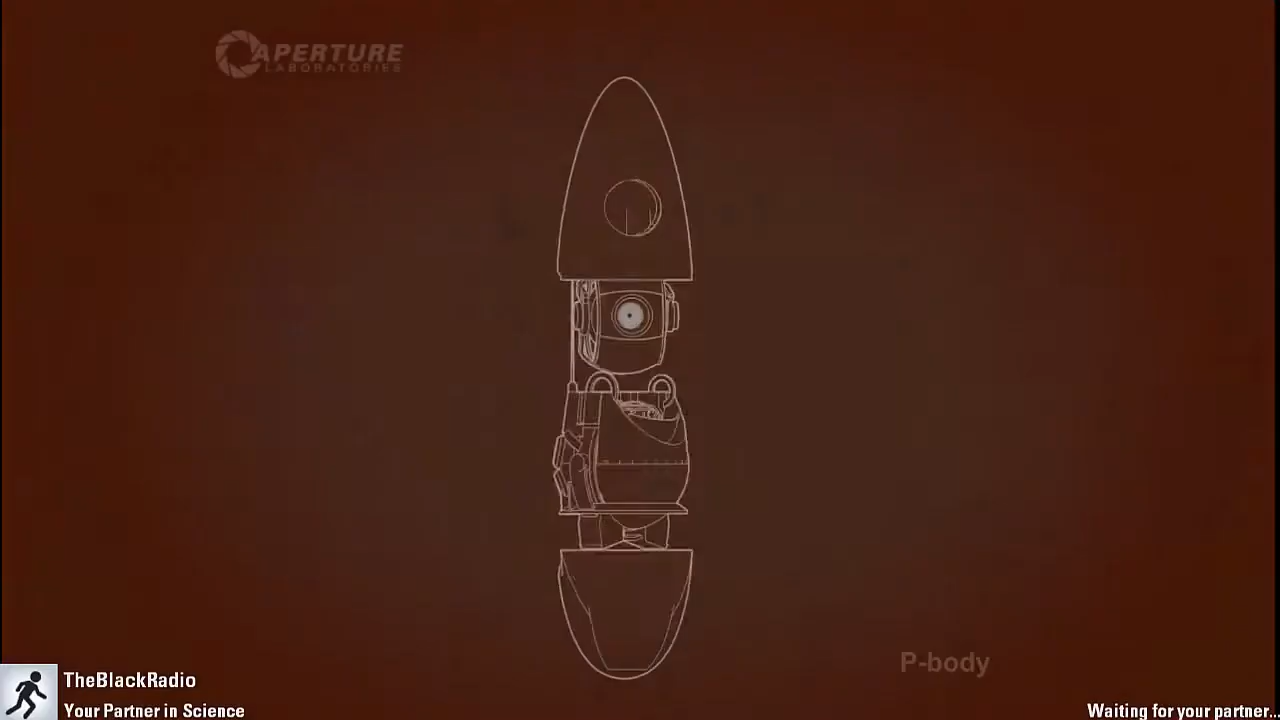 APERTURE
LABORATORIES
P-body
TheBlackRadio
Your Partner in Science
Waiting for your partner...